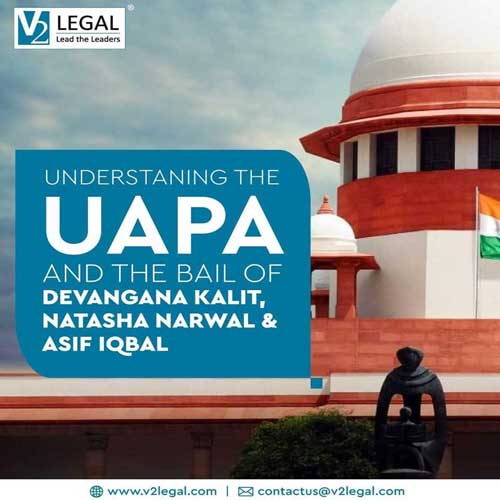 V2 LEGAL ®
Lead the Leaders
UNDERSTANING THE
UAPA
AND THE BAIL OF
DEVANGANA KALIT,
NATASHA NARWAL &
ASIF IQBAL
www.v2legal.com | contactus@v2legal.com